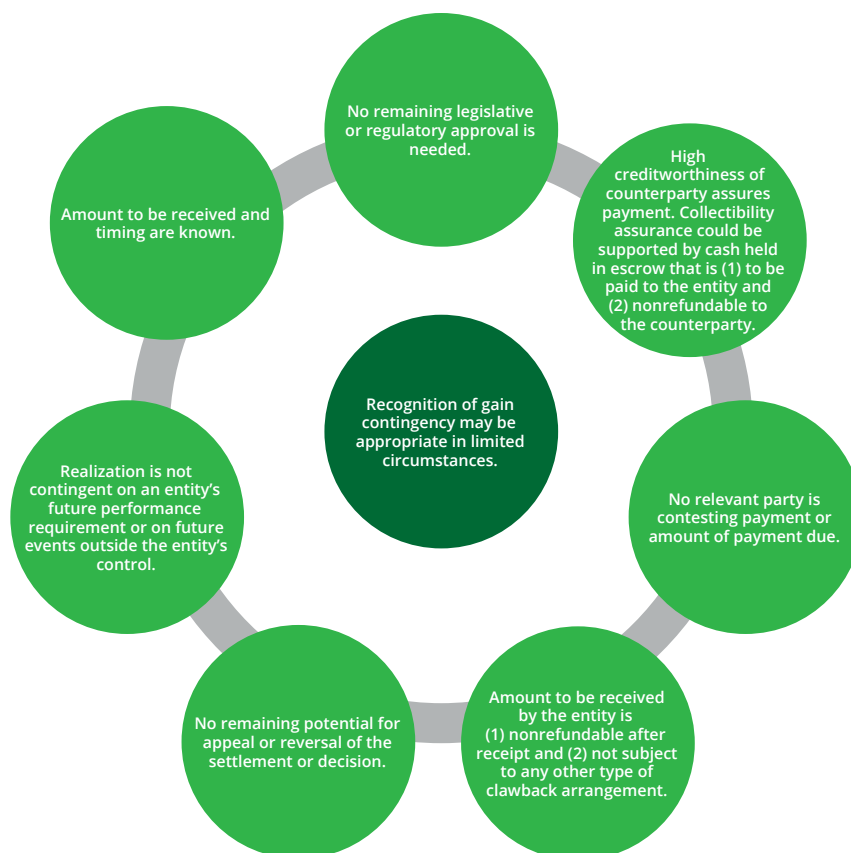 No remaining legislative
or regulatory approval is
needed.
High
creditworthiness of
counterparty assures
payment. Collectibility
assurance could be
supported by cash held
in escrow that is (1) to be
paid to the entity and
(2) nonrefundable to
the counterparty.
No relevant party is
contesting payment or
amount of payment due.
Amount to be received
by the entity is
(1) nonrefundable after
receipt and (2) not subject
to any other type of
clawback arrangement.
No remaining potential for
appeal or reversal of the
settlement or decision.
Realization is not
contingent on an entity’s
future performance
requirement or on future
events outside the entity’s
control.
Amount to be received and
timing are known.
Recognition of gain
contingency may be
appropriate in limited
circumstances.